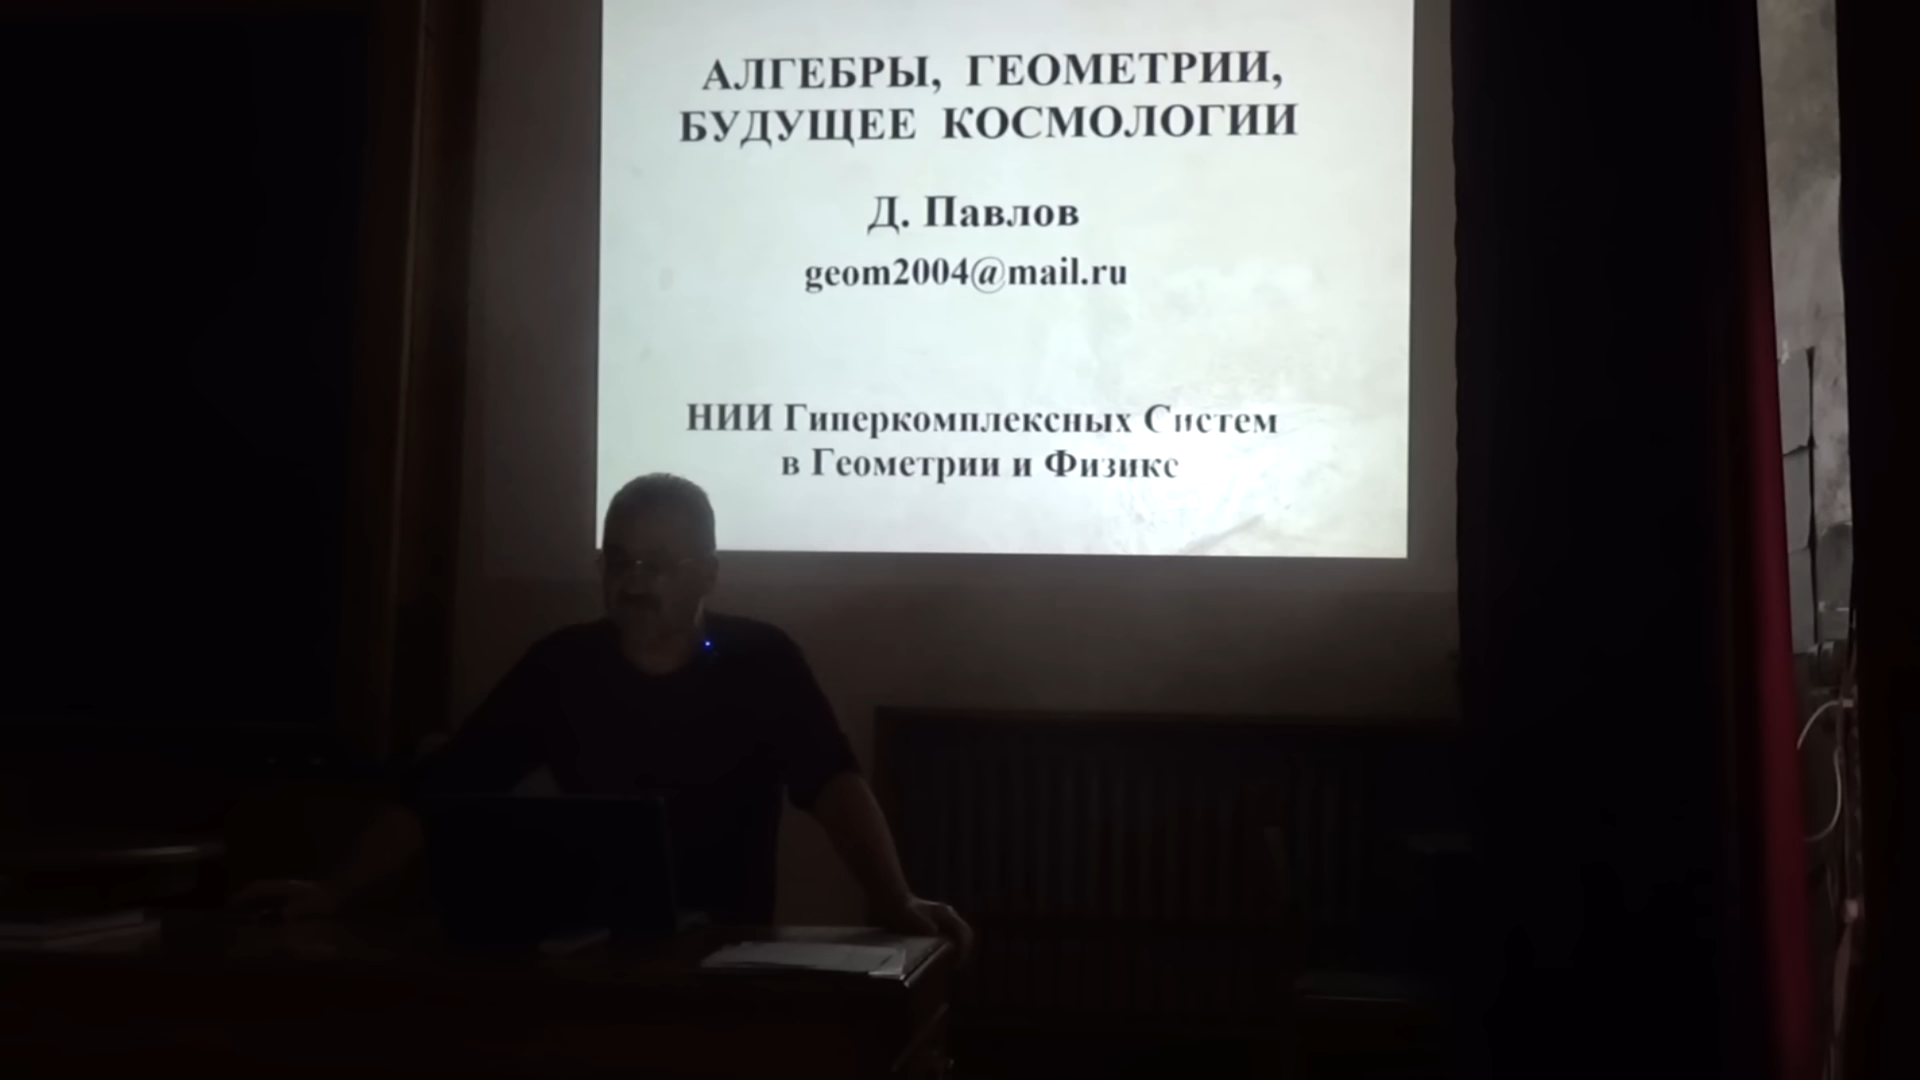 АЛГЕБРЫ, ГЕОМЕТРИИ,
БУДУЩЕЕ КОСМОЛОГИИ
Д. Павлов
geom2004@mail.ru
НИИ Гиперкомплексных Систем
в Геометрии и Физике